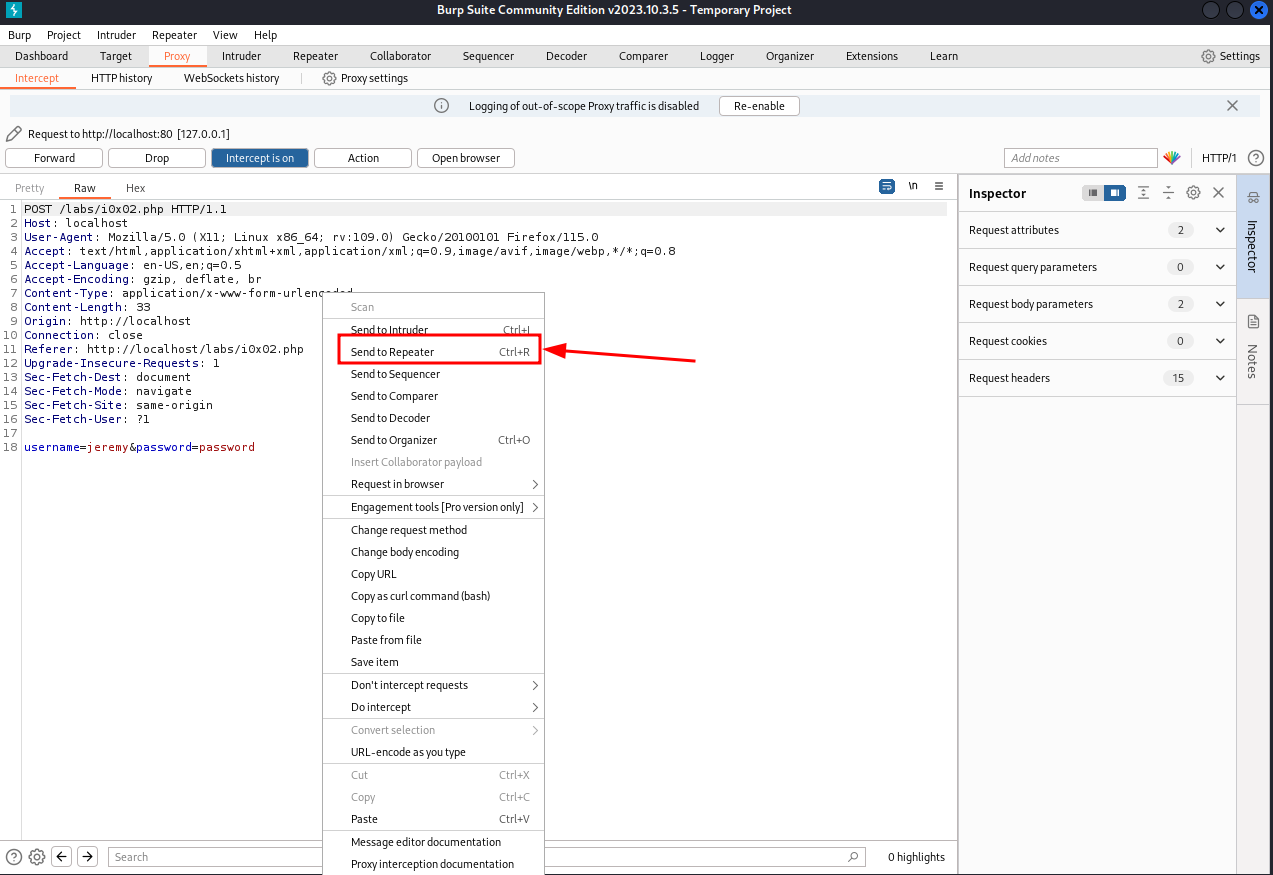 Burp Suite Community Edition v2023.10.3.5 - Temporary Project
Burp Project Intruder Repeater View Help
Dashboard Target Proxy Intruder Repeater Collaborator Sequencer Decoder Comparer Logger Organizer Extensions Learn Settings
Intercept HTTP history WebSockets history Proxy settings
Logging of out-of-scope Proxy traffic is disabled Re-enable
Request to http://localhost:80 [127.0.0.1]
Forward Drop Intercept is on Action Open browser Add notes HTTP/1
Pretty Raw Hex \n
1 POST /labs/i0x02.php HTTP/1.1
2 Host: localhost
3 User-Agent: Mozilla/5.0 (X11; Linux x86_64; rv:109.0) Gecko/20100101 Firefox/115.0
4 Accept: text/html,application/xhtml+xml,application/xml;q=0.9,image/avif,image/webp,*/*;q=0.8
5 Accept-Language: en-US,en;q=0.5
6 Accept-Encoding: gzip, deflate, br
7 Content-Type: application/x-www-form-urlencoded
8 Content-Length: 33
9 Origin: http://localhost
10 Connection: close
11 Referer: http://localhost/labs/i0x02.php
12 Upgrade-Insecure-Requests: 1
13 Sec-Fetch-Dest: document
14 Sec-Fetch-Mode: navigate
15 Sec-Fetch-Site: same-origin
16 Sec-Fetch-User: ?1
17
18 username=jeremy&password=password
Scan
Send to Intruder Ctrl+I
Send to Repeater Ctrl+R
Send to Sequencer
Send to Comparer
Send to Decoder
Send to Organizer Ctrl+O
Insert Collaborator payload
Request in browser
Engagement tools [Pro version only]
Change request method
Change body encoding
Copy URL
Copy as curl command (bash)
Copy to file
Paste from file
Save item
Don't intercept requests
Do intercept
Convert selection
URL-encode as you type
Cut Ctrl+X
Copy Ctrl+C
Paste Ctrl+V
Message editor documentation
Proxy interception documentation
Inspector
Request attributes 2
Request query parameters 0
Request body parameters 2
Request cookies 0
Request headers 15
Inspector
Notes
Search 0 highlights